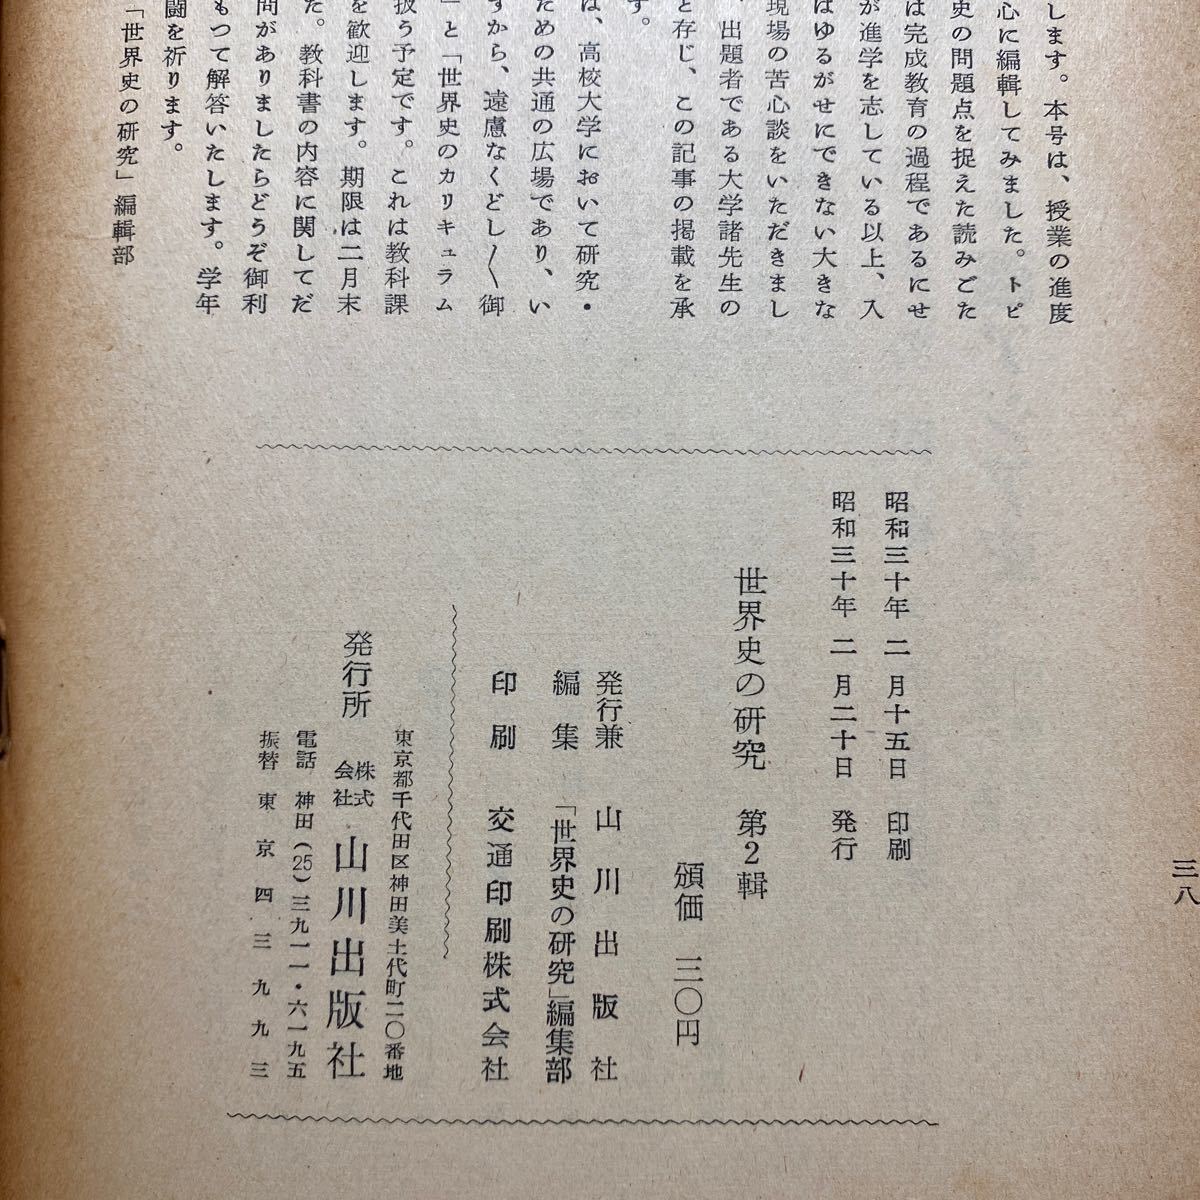 します。本号は、授業の進度
心に編輯してみました。トピ
史の問題点を捉えた読みごた
は完成教育の過程であるにせ
が進学を志している以上、入
はゆるがせにできない大きな
現場の苦心談をいただきまし
、出題者である大学諸先生の
と存じ、この記事の掲載を承
す。
は、高校大学において研究・
ための共通の広場であり、い
すから、遠慮なくどし〳〵御
」と「世界史のカリキュラム
扱う予定です。これは教科課
を歓迎します。期限は二月末
た。教科書の内容に関してだ
問がありましたらどうぞ御利
もつて解答いたします。学年
闘を祈ります。
「世界史の研究」編輯部
昭和三十年 二月十五日 印刷
昭和三十年 二月二十日 発行
世界史の研究 第2輯
頒価 三〇円
発行兼 山川出版社
編集 「世界史の研究」編集部
印刷 交通印刷株式会社
東京都千代田区神田美土代町二〇番地
発行所 株式会社 山川出版社
電話 神田(25)三九一一・六一九五
振替 東京四三九九三
三八